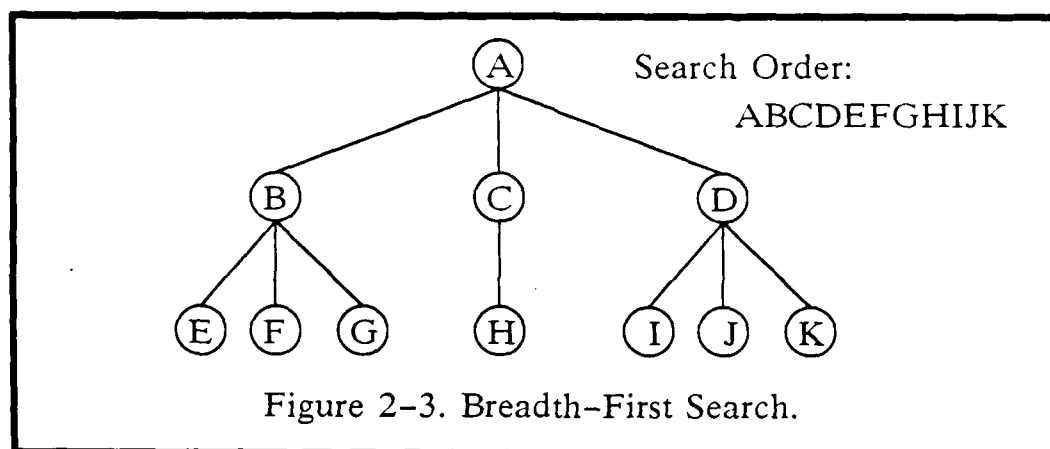 A
Search Order:
ABCDEFGHIJK
B C D
E F G H I J K
Figure 2-3. Breadth-First Search.